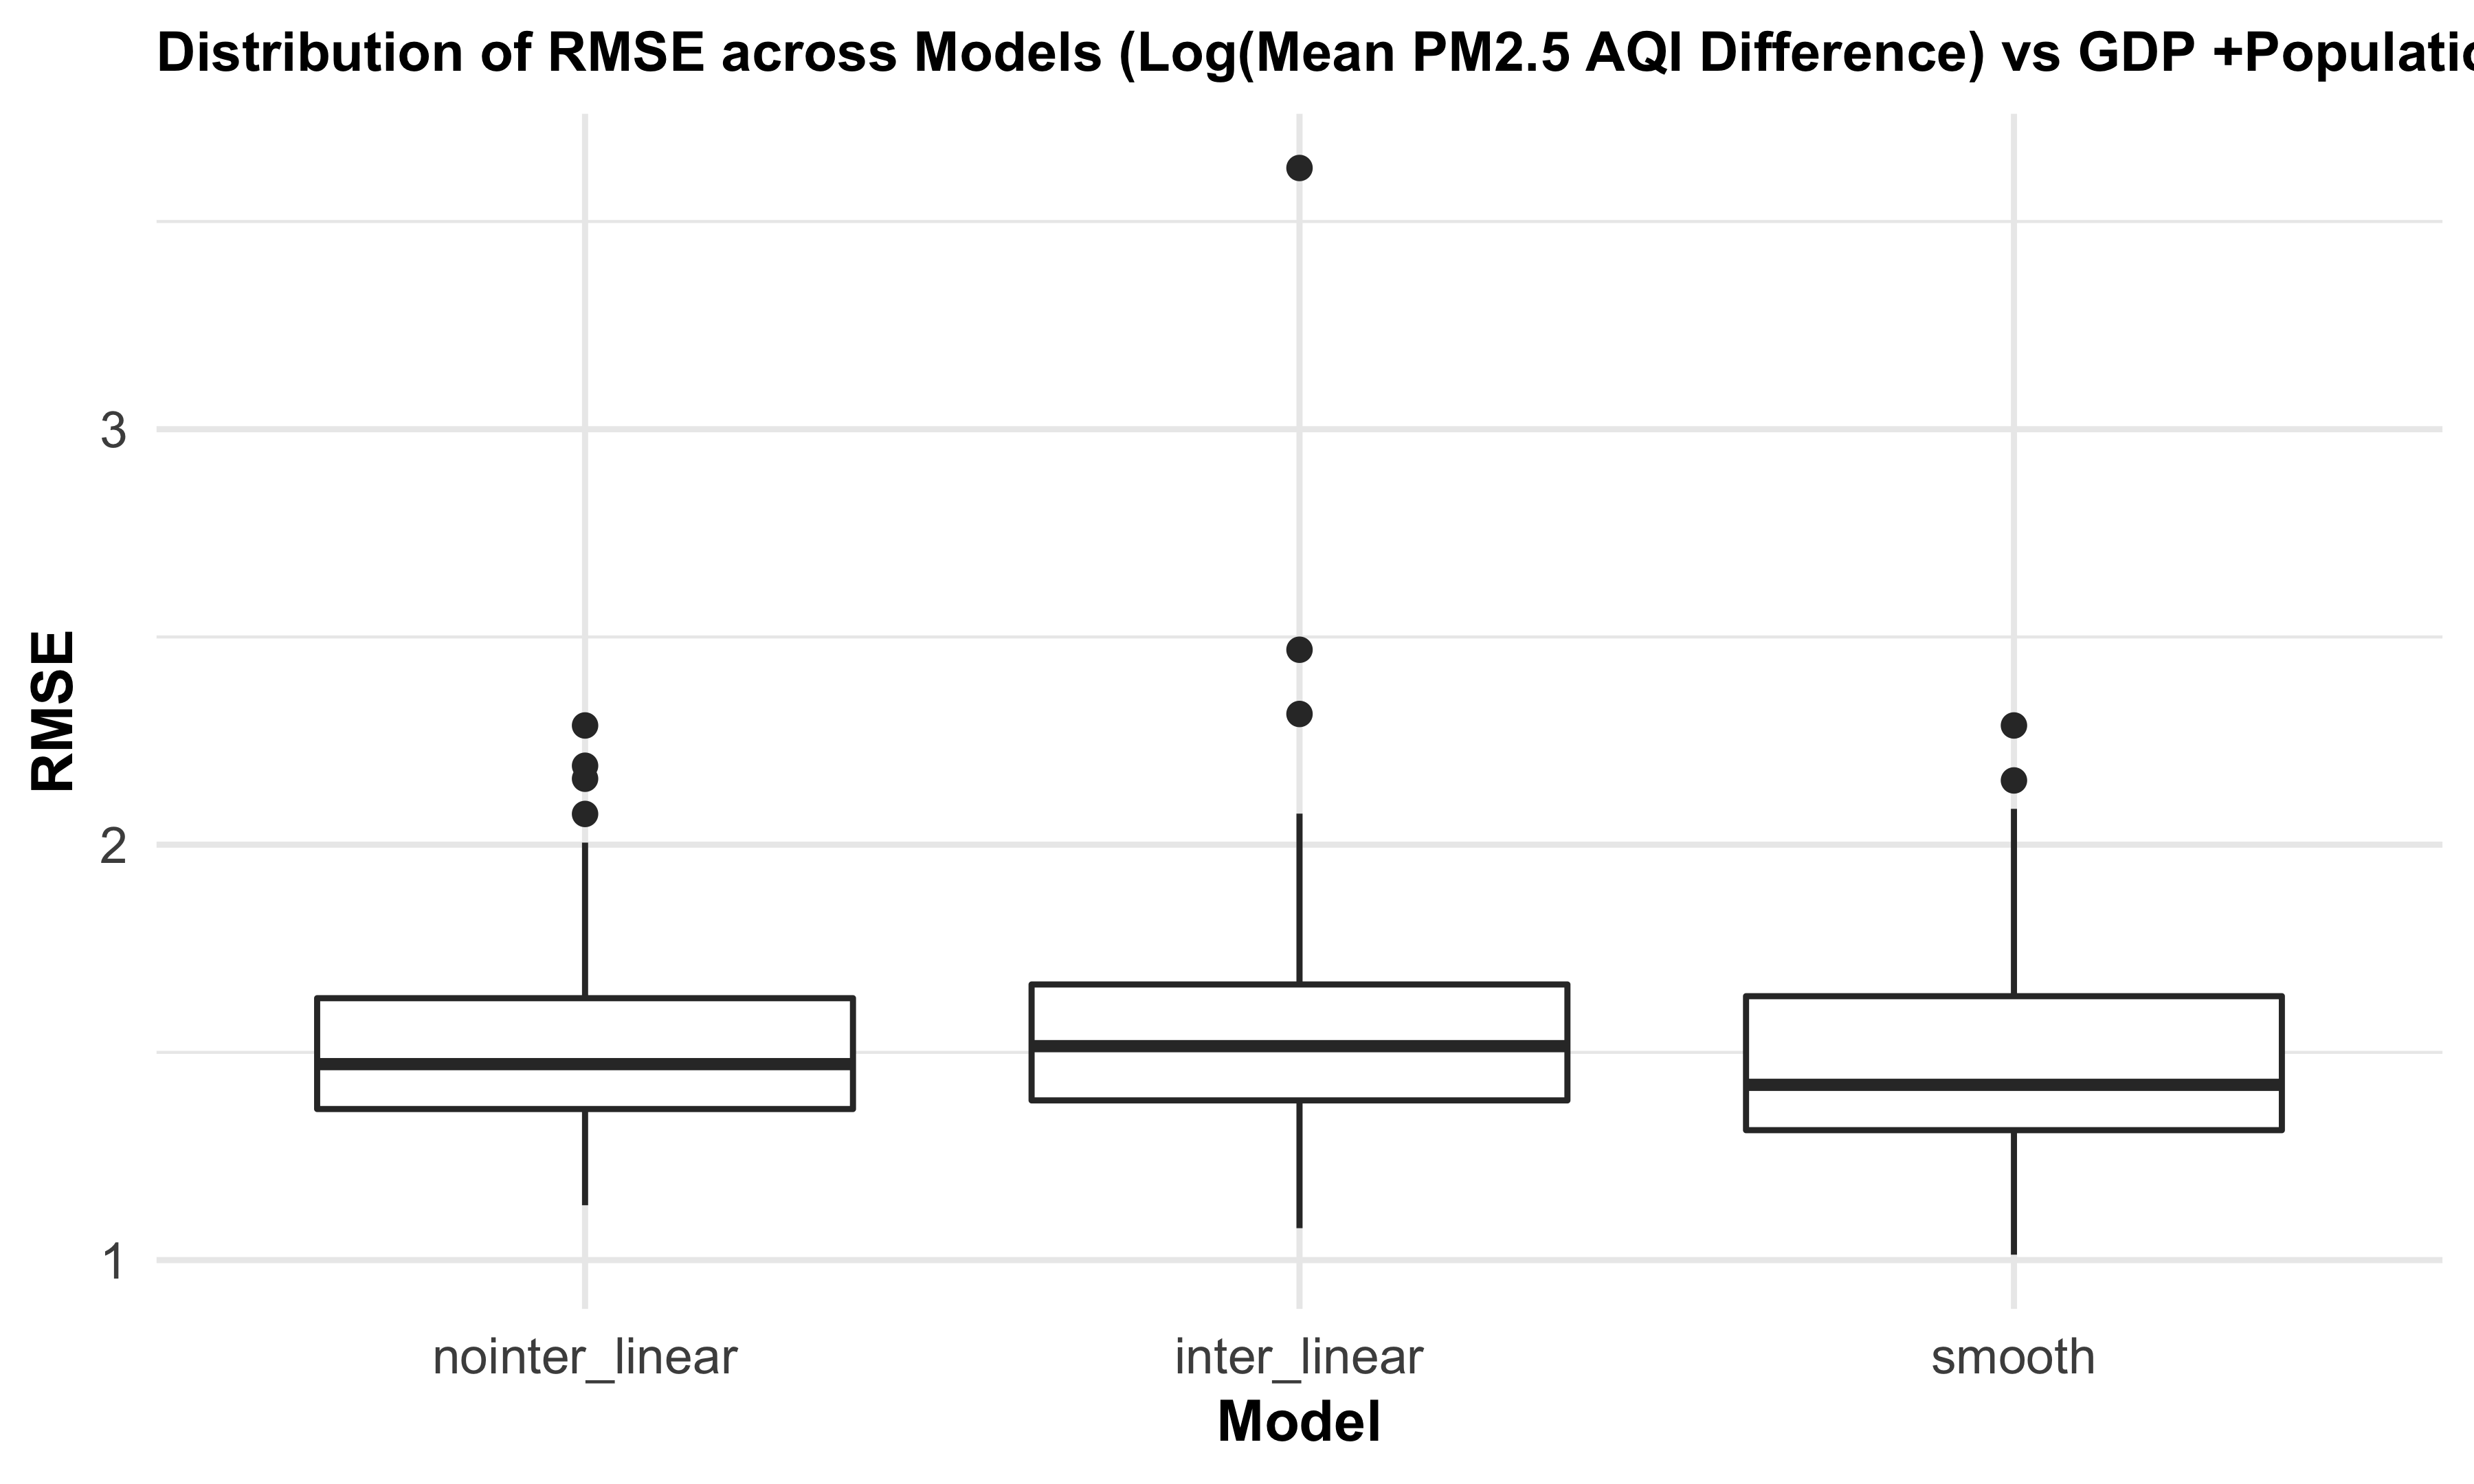 Distribution of RMSE across Models (Log(Mean PM2.5 AQI Difference) vs GDP +Populatio
3
2
1
RMSE
nointer_linear inter_linear smooth
Model